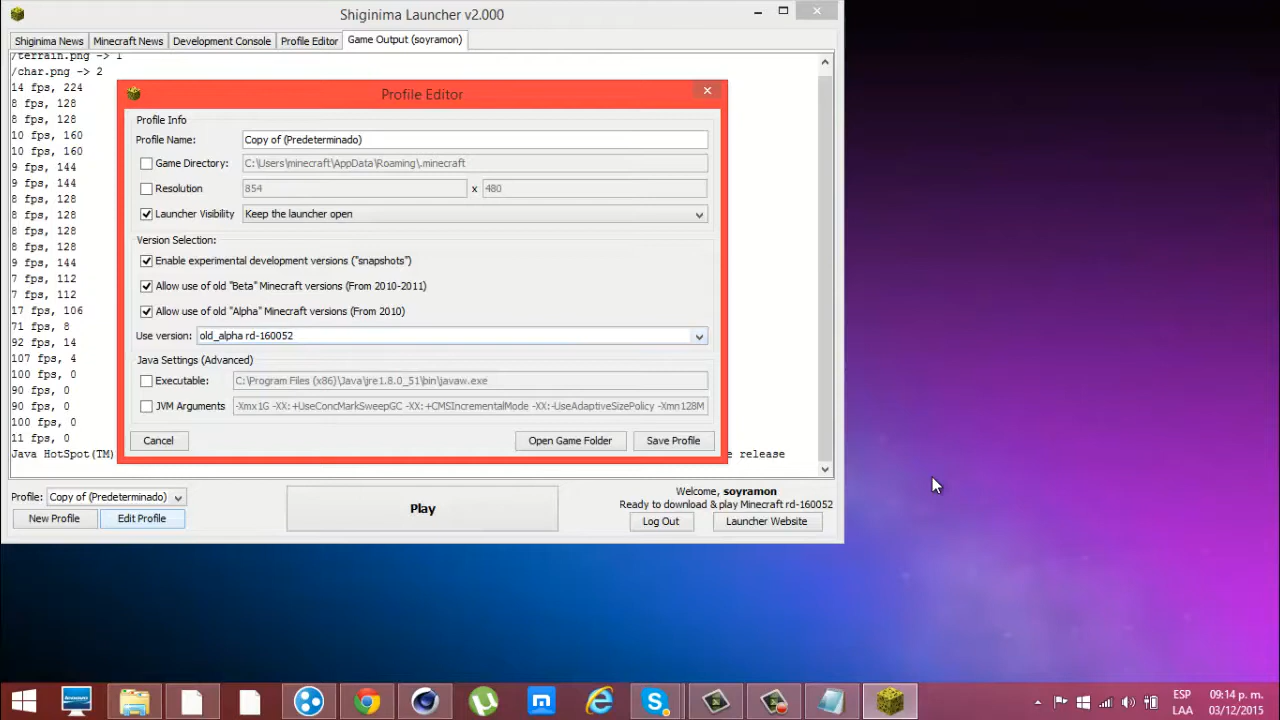 Shiginima Launcher v2.000
Shiginima News Minecraft News Development Console Profile Editor Game Output (soyramon)
/terrain.png -> 1
/char.png -> 2
14 fps, 224
8 fps, 128
8 fps, 128
10 fps, 160
10 fps, 160
9 fps, 144
9 fps, 144
8 fps, 128
8 fps, 128
8 fps, 128
8 fps, 128
9 fps, 144
7 fps, 112
7 fps, 112
17 fps, 106
71 fps, 8
92 fps, 14
107 fps, 4
100 fps, 0
90 fps, 0
90 fps, 0
100 fps, 0
11 fps, 0
Java HotSpot(TM) e release
Profile Editor
Profile Info
Profile Name: Copy of (Predeterminado)
Game Directory: C:\Users\minecraft\AppData\Roaming\.minecraft
Resolution 854 x 480
Launcher Visibility Keep the launcher open
Version Selection:
Enable experimental development versions ("snapshots")
Allow use of old "Beta" Minecraft versions (From 2010-2011)
Allow use of old "Alpha" Minecraft versions (From 2010)
Use version: old_alpha rd-160052
Java Settings (Advanced)
Executable: C:\Program Files (x86)\Java\jre1.8.0_51\bin\javaw.exe
JVM Arguments -Xmx1G -XX:+UseConcMarkSweepGC -XX:+CMSIncrementalMode -XX:-UseAdaptiveSizePolicy -Xmn128M
Cancel Open Game Folder Save Profile
Profile: Copy of (Predeterminado)
New Profile Edit Profile
Play
Welcome, soyramon
Ready to download & play Minecraft rd-160052
Log Out Launcher Website
lenovo
ESP 09:14 p. m.
LAA 03/12/2015